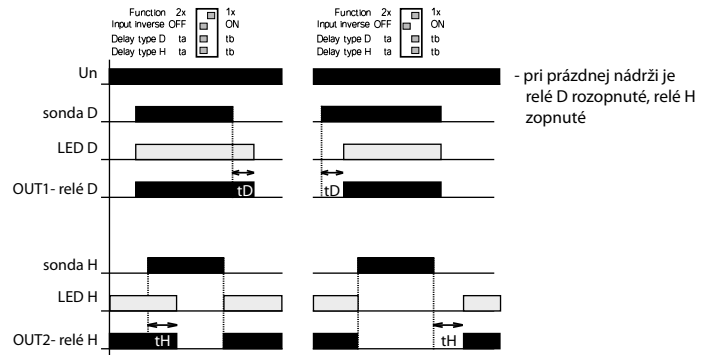 Function 2x 1x
Input inverse OFF ON
Delay type D ta tb
Delay type H ta tb
Function 2x 1x
Input inverse OFF ON
Delay type D ta tb
Delay type H ta tb
Un
- pri prázdnej nádrži je
relé D rozopnuté, relé H
zopnuté
sonda D
LED D
OUT1- relé D
tD
tD
sonda H
LED H
OUT2- relé H
tH
tH